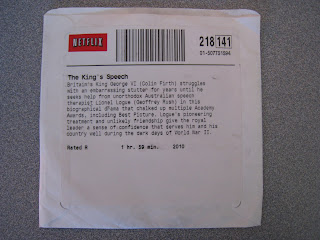 NETFLIX
218 141
01-507731694
The King's Speech
Britain's King George VI (Colin Firth) struggles
with an embarrassing stutter for years until he
seeks help from unorthodox Australian speech
therapist Lionel Logue (Geoffrey Rush) in this
biographical drama that chalked up multiple Academy
Awards, including Best Picture. Logue's pioneering
treatment and unlikely friendship give the royal
leader a sense of confidence that serves him and his
country well during the dark days of World War II.
Rated R 1 hr. 59 min. 2010